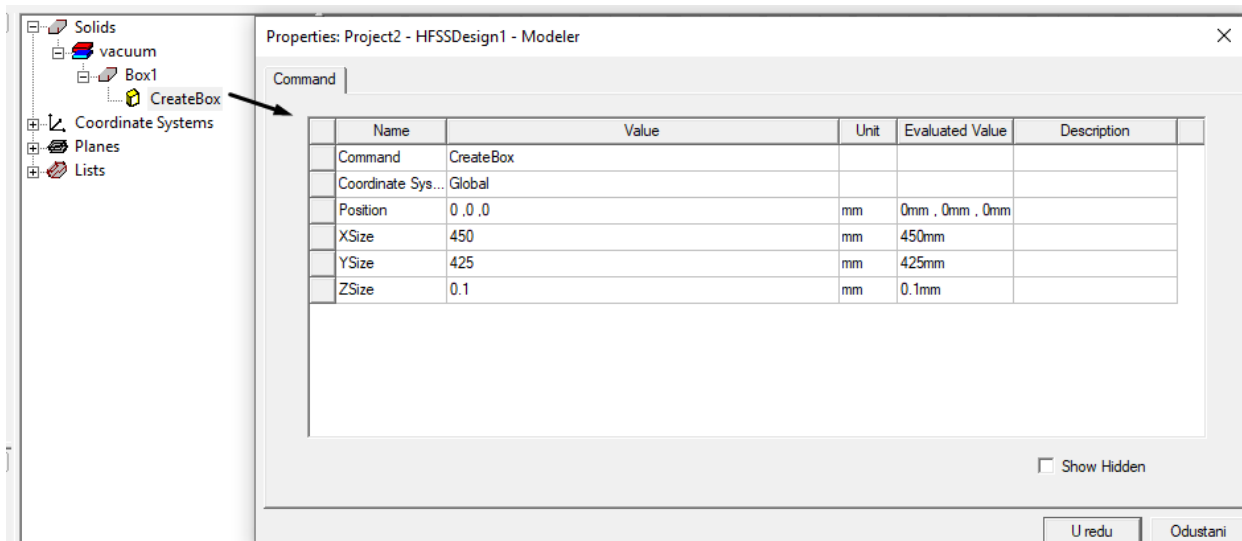 Solids
vacuum
Box1
CreateBox
Coordinate Systems
Planes
Lists
Properties: Project2 - HFSSDesign1 - Modeler
Command
Name Value Unit Evaluated Value Description
Command CreateBox
Coordinate Sys... Global
Position 0 ,0 ,0 mm 0mm , 0mm , 0mm
XSize 450 mm 450mm
YSize 425 mm 425mm
ZSize 0.1 mm 0.1mm
Show Hidden
U redu Odustani